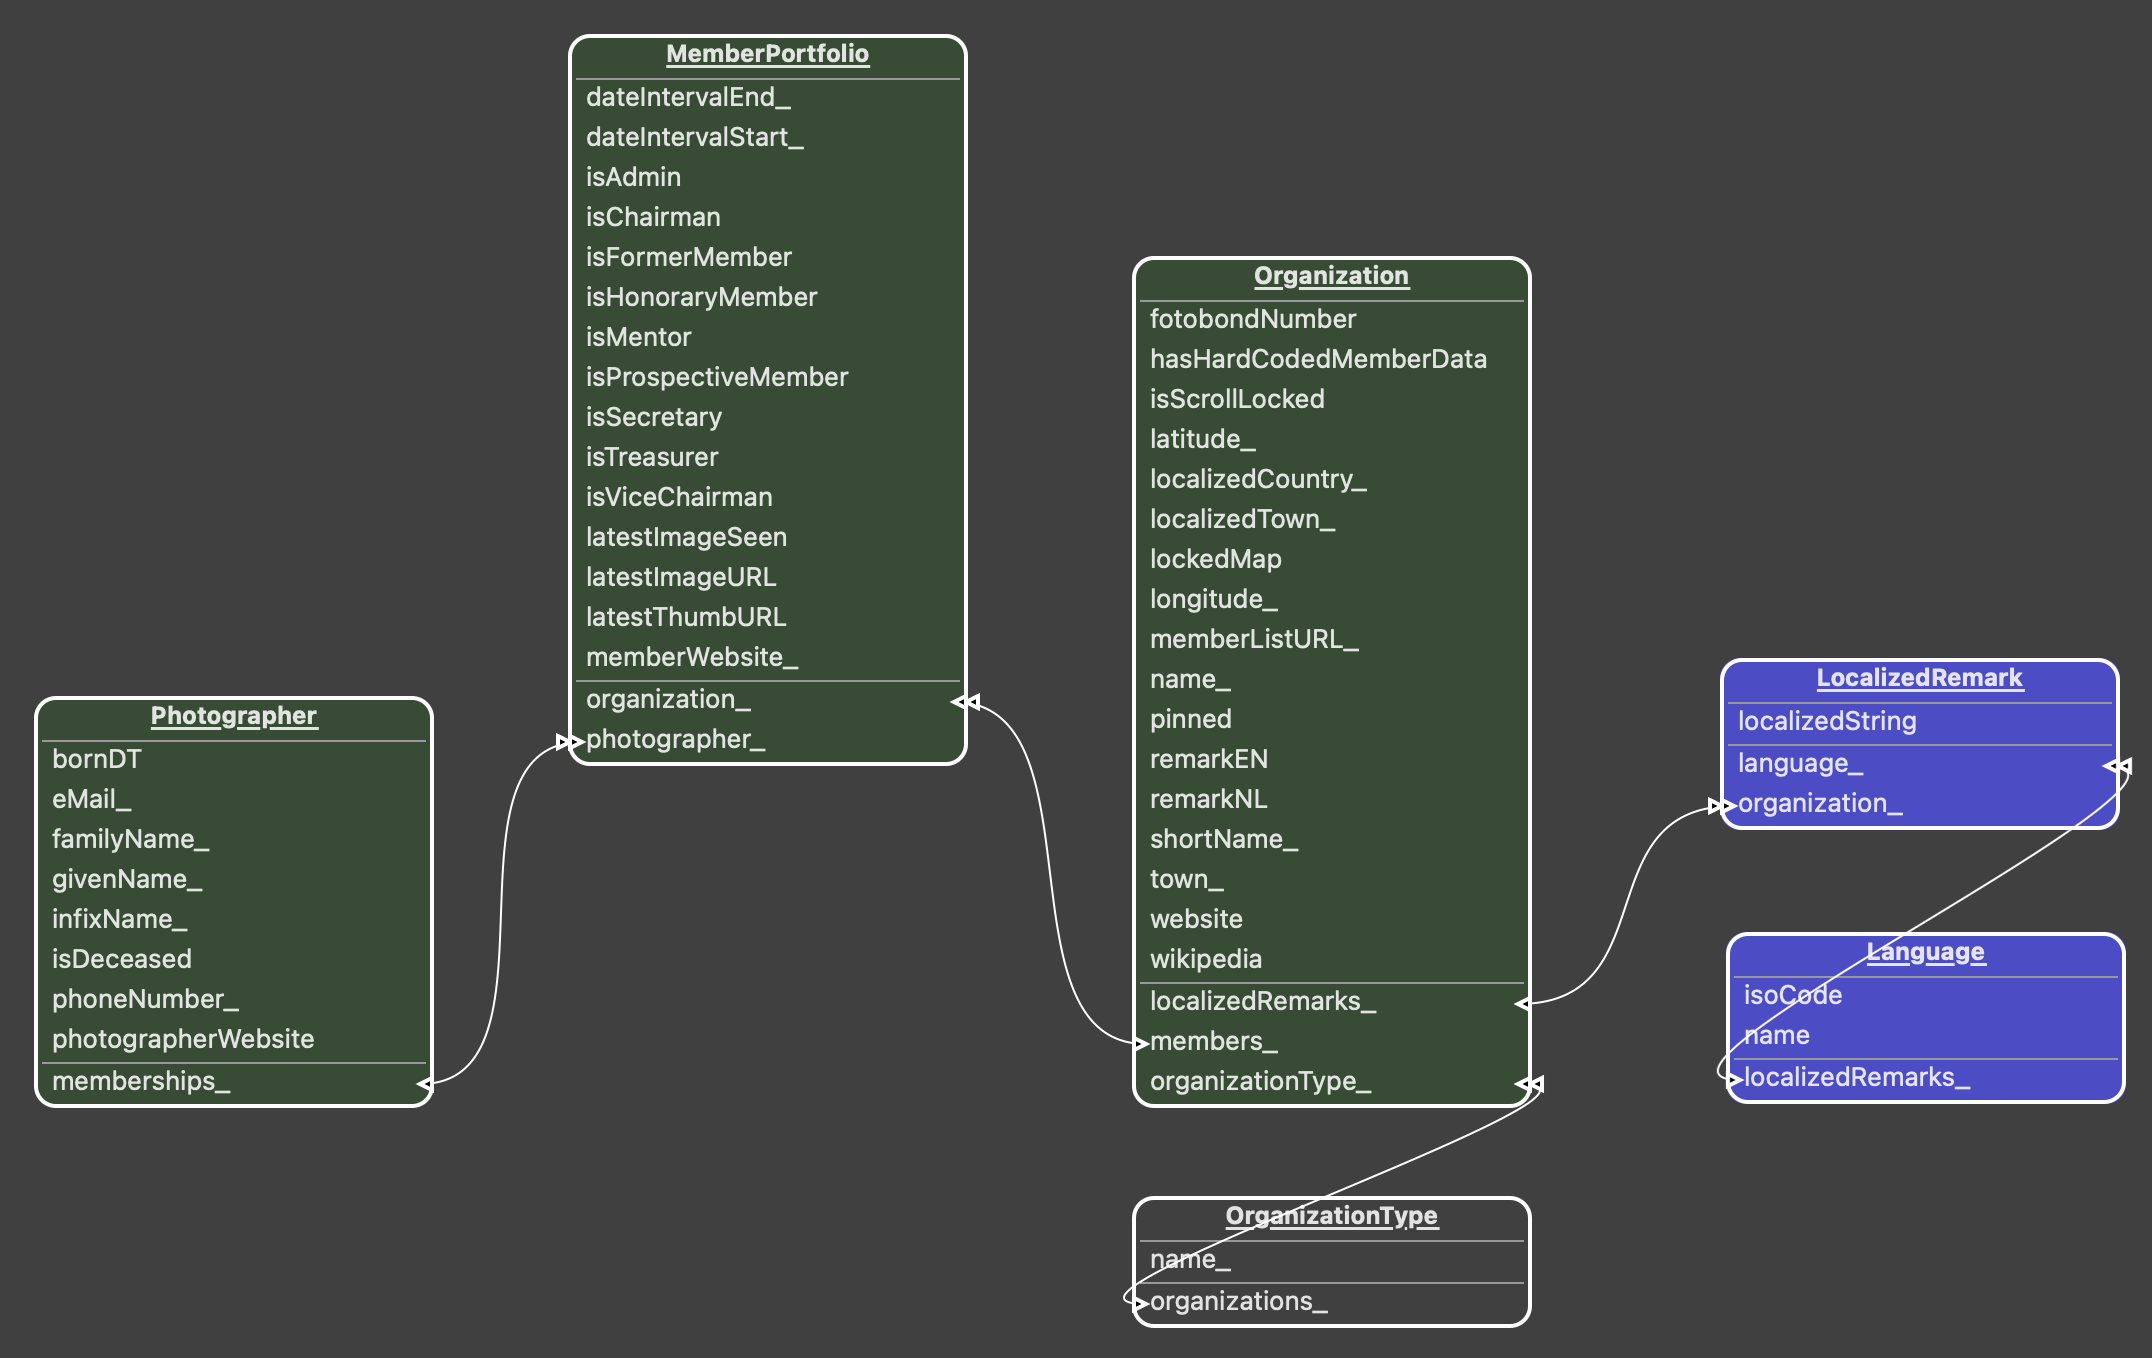 MemberPortfolio
dateIntervalEnd_
dateIntervalStart_
isAdmin
isChairman
isFormerMember
isHonoraryMember
isMentor
isProspectiveMember
isSecretary
isTreasurer
isViceChairman
latestImageSeen
latestImageURL
latestThumbURL
memberWebsite_
organization_
photographer_
Photographer
bornDT
eMail_
familyName_
givenName_
infixName_
isDeceased
phoneNumber_
photographerWebsite
memberships_
Organization
fotobondNumber
hasHardCodedMemberData
isScrollLocked
latitude_
localizedCountry_
localizedTown_
lockedMap
longitude_
memberListURL_
name_
pinned
remarkEN
remarkNL
shortName_
town_
website
wikipedia
localizedRemarks_
members_
organizationType_
OrganizationType
name_
organizations_
LocalizedRemark
localizedString
language_
organization_
Language
isoCode
name
localizedRemarks_